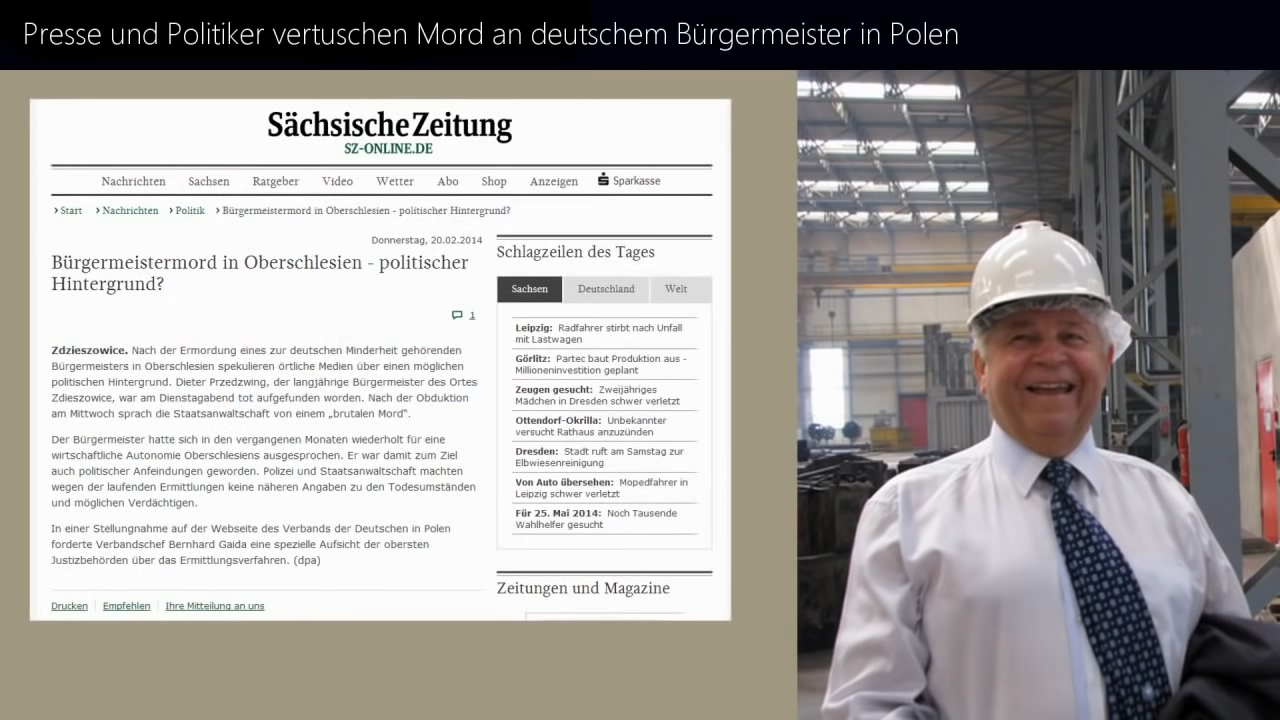 Presse und Politiker vertuschen Mord an deutschem Bürgermeister in Polen
Sächsische Zeitung
SZ-ONLINE.DE
Nachrichten Sachsen Ratgeber Video Wetter Abo Shop Anzeigen Sparkasse
› Start › Nachrichten › Politik › Bürgermeistermord in Oberschlesien - politischer Hintergrund?
Donnerstag, 20.02.2014
Bürgermeistermord in Oberschlesien - politischer
Hintergrund?
1
Zdzieszowice. Nach der Ermordung eines zur deutschen Minderheit gehörenden
Bürgermeisters in Oberschlesien spekulieren örtliche Medien über einen möglichen
politischen Hintergrund. Dieter Przedzwing, der langjährige Bürgermeister des Ortes
Zdieszowice, war am Dienstagabend tot aufgefunden worden. Nach der Obduktion
am Mittwoch sprach die Staatsanwaltschaft von einem „brutalen Mord“.
Der Bürgermeister hatte sich in den vergangenen Monaten wiederholt für eine
wirtschaftliche Autonomie Oberschlesiens ausgesprochen. Er war damit zum Ziel
auch politischer Anfeindungen geworden. Polizei und Staatsanwaltschaft machten
wegen der laufenden Ermittlungen keine näheren Angaben zu den Todesumständen
und möglichen Verdächtigen.
In einer Stellungnahme auf der Webseite des Verbands der Deutschen in Polen
forderte Verbandschef Bernhard Gaida eine spezielle Aufsicht der obersten
Justizbehörden über das Ermittlungsverfahren. (dpa)
Drucken Empfehlen Ihre Mitteilung an uns
Schlagzeilen des Tages
Sachsen Deutschland Welt
Leipzig: Radfahrer stirbt nach Unfall
mit Lastwagen
Görlitz: Partec baut Produktion aus -
Millioneninvestition geplant
Zeugen gesucht: Zweijähriges
Mädchen in Dresden schwer verletzt
Ottendorf-Okrilla: Unbekannter
versucht Rathaus anzuzünden
Dresden: Stadt ruft am Samstag zur
Elbwiesenreinigung
Von Auto übersehen: Mopedfahrer in
Leipzig schwer verletzt
Für 25. Mai 2014: Noch Tausende
Wahlhelfer gesucht
Zeitungen und Magazine